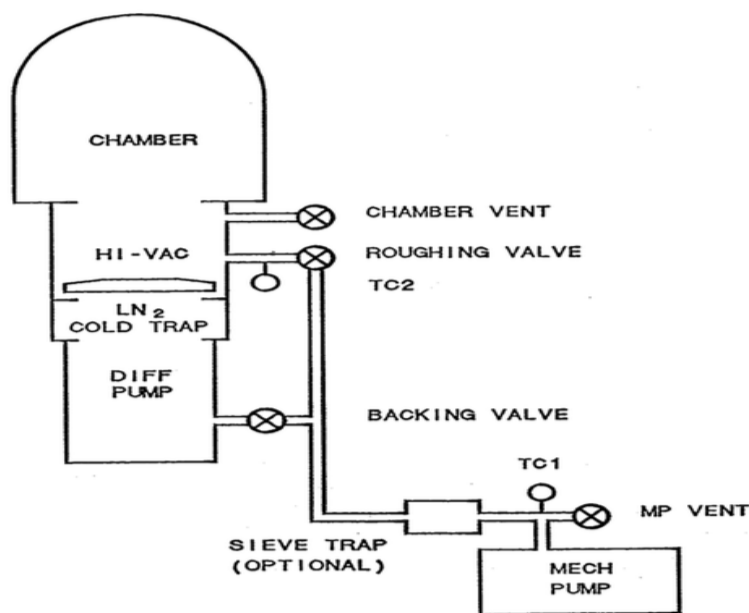 CHAMBER
CHAMBER VENT
HI-VAC
ROUGHING VALVE
TC2
LN2
COLD TRAP
DIFF
PUMP
BACKING VALVE
TC1
MP VENT
SIEVE TRAP
(OPTIONAL)
MECH
PUMP